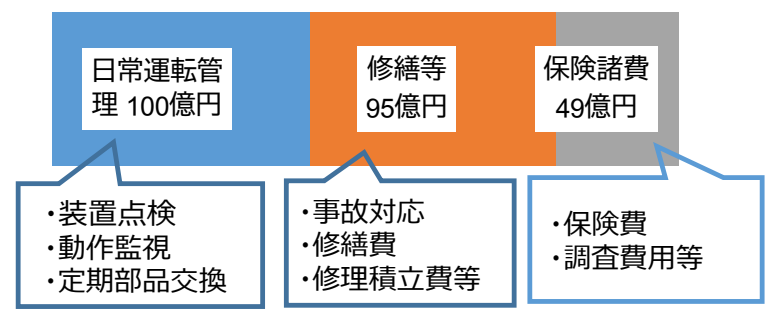 日常運転管
理 100億円
修繕等
95億円
保険諸費
49億円
・装置点検
・動作監視
・定期部品交換
・事故対応
・修繕費
・修理積立費等
・保険費
・調査費用等